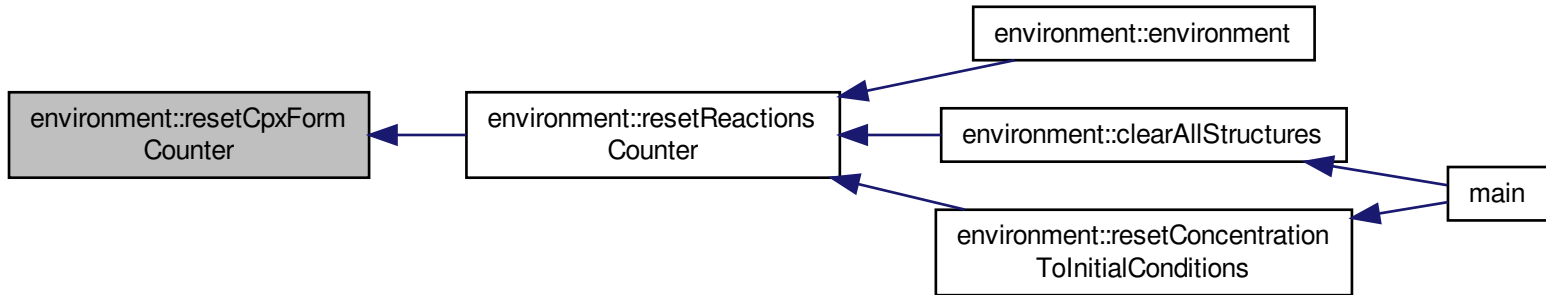 environment::environment
environment::resetCpxForm
Counter
environment::resetReactions
Counter
environment::clearAllStructures
main
environment::resetConcentration
ToInitialConditions